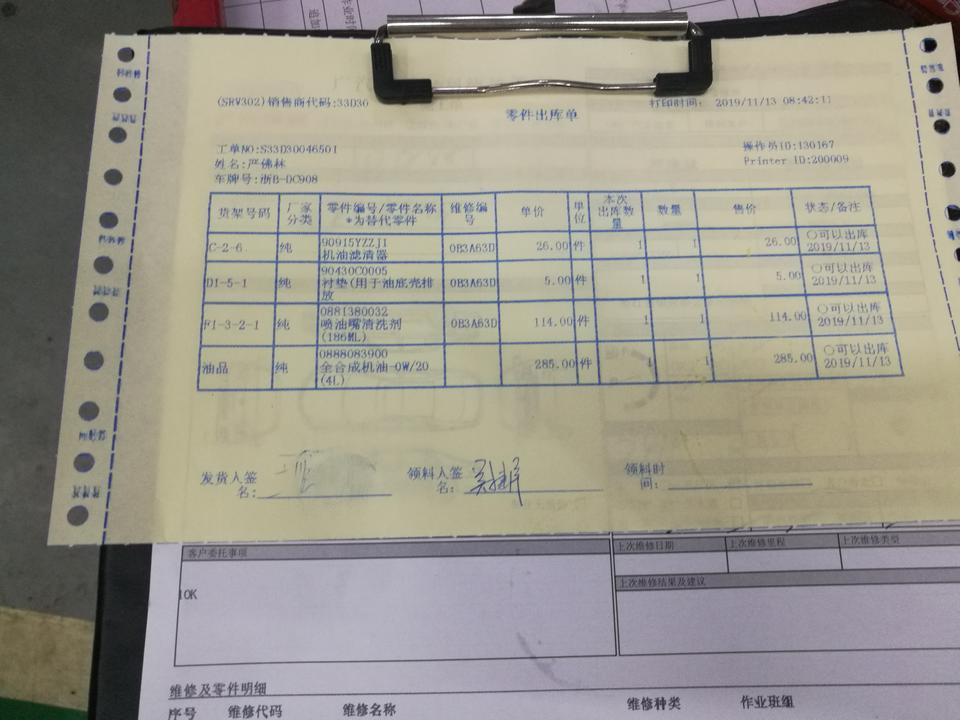 (SRW302)销售商代码:33D30
打印时间: 2019/11/13 08:42:11
零件出库单
工单NO:S33D30046501
操作员ID:130167
姓名:严佛林
Printer ID:200009
车牌号:浙B-DC908
货架号码 厂家分类 零件编号/零件名称 *为替代零件 维修编号 单价 单位 本次出库数量 数量 售价 状态/备注
C-2-6 纯 90915YZZJ1 机油滤清器 0B3A63D 26.00 件 1 1 26.00 〇可以出库 2019/11/13
D1-5-1 纯 90430C0005 衬垫(用于油底壳排放 0B3A63D 5.00 件 1 1 5.00 〇可以出库 2019/11/13
F1-3-2-1 纯 0881380032 喷油嘴清洗剂 (186ML) 0B3A63D 114.00 件 1 1 114.00 〇可以出库 2019/11/13
油品 纯 0888083900 全合成机油-0W/20 (4L) 285.00 件 1 1 285.00 〇可以出库 2019/11/13
发货人签名:
领料人签名:
领料时间:
客户委托事项
上次维修日期 上次维修里程 上次维修类型
10K
上次维修结果及建议
维修及零件明细
序号 维修代码 维修名称 维修种类 作业班组